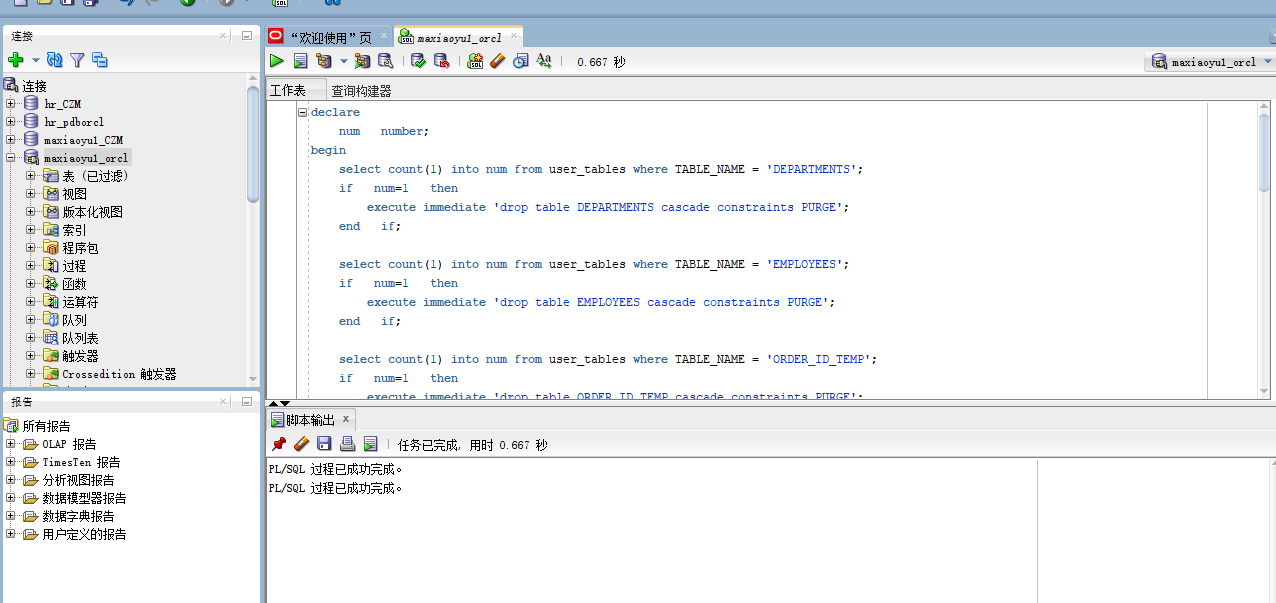 连接
连接
hr_CZM
hr_pdborcl
maxiaoyu1_CZM
maxiaoyu1_orcl
表 (已过滤)
视图
版本化视图
索引
程序包
过程
函数
运算符
队列
队列表
触发器
Crossedition 触发器
报告
所有报告
OLAP 报告
TimesTen 报告
分析视图报告
数据模型器报告
数据字典报告
用户定义的报告
“欢迎使用”页
maxiaoyu1_orcl
0.667 秒
maxiaoyu1_orcl
工作表
查询构建器
declare
num number;
begin
select count(1) into num from user_tables where TABLE_NAME = 'DEPARTMENTS';
if num=1 then
execute immediate 'drop table DEPARTMENTS cascade constraints PURGE';
end if;
select count(1) into num from user_tables where TABLE_NAME = 'EMPLOYEES';
if num=1 then
execute immediate 'drop table EMPLOYEES cascade constraints PURGE';
end if;
select count(1) into num from user_tables where TABLE_NAME = 'ORDER_ID_TEMP';
if num=1 then
execute immediate 'drop table ORDER_ID_TEMP cascade constraints PURGE';
脚本输出
任务已完成, 用时 0.667 秒
PL/SQL 过程已成功完成。
PL/SQL 过程已成功完成。